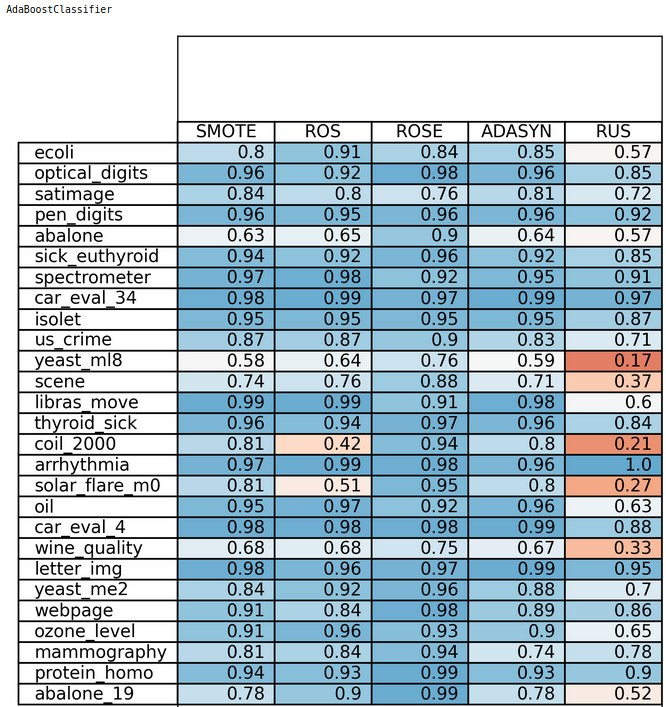 AdaBoostClassifier
SMOTE ROS ROSE ADASYN RUS
ecoli 0.8 0.91 0.84 0.85 0.57
optical_digits 0.96 0.92 0.98 0.96 0.85
satimage 0.84 0.8 0.76 0.81 0.72
pen_digits 0.96 0.95 0.96 0.96 0.92
abalone 0.63 0.65 0.9 0.64 0.57
sick_euthyroid 0.94 0.92 0.96 0.92 0.85
spectrometer 0.97 0.98 0.92 0.95 0.91
car_eval_34 0.98 0.99 0.97 0.99 0.97
isolet 0.95 0.95 0.95 0.95 0.87
us_crime 0.87 0.87 0.9 0.83 0.71
yeast_ml8 0.58 0.64 0.76 0.59 0.17
scene 0.74 0.76 0.88 0.71 0.37
libras_move 0.99 0.99 0.91 0.98 0.6
thyroid_sick 0.96 0.94 0.97 0.96 0.84
coil_2000 0.81 0.42 0.94 0.8 0.21
arrhythmia 0.97 0.99 0.98 0.96 1.0
solar_flare_m0 0.81 0.51 0.95 0.8 0.27
oil 0.95 0.97 0.92 0.96 0.63
car_eval_4 0.98 0.98 0.98 0.99 0.88
wine_quality 0.68 0.68 0.75 0.67 0.33
letter_img 0.98 0.96 0.97 0.99 0.95
yeast_me2 0.84 0.92 0.96 0.88 0.7
webpage 0.91 0.84 0.98 0.89 0.86
ozone_level 0.91 0.96 0.93 0.9 0.65
mammography 0.81 0.84 0.94 0.74 0.78
protein_homo 0.94 0.93 0.99 0.93 0.9
abalone_19 0.78 0.9 0.99 0.78 0.52